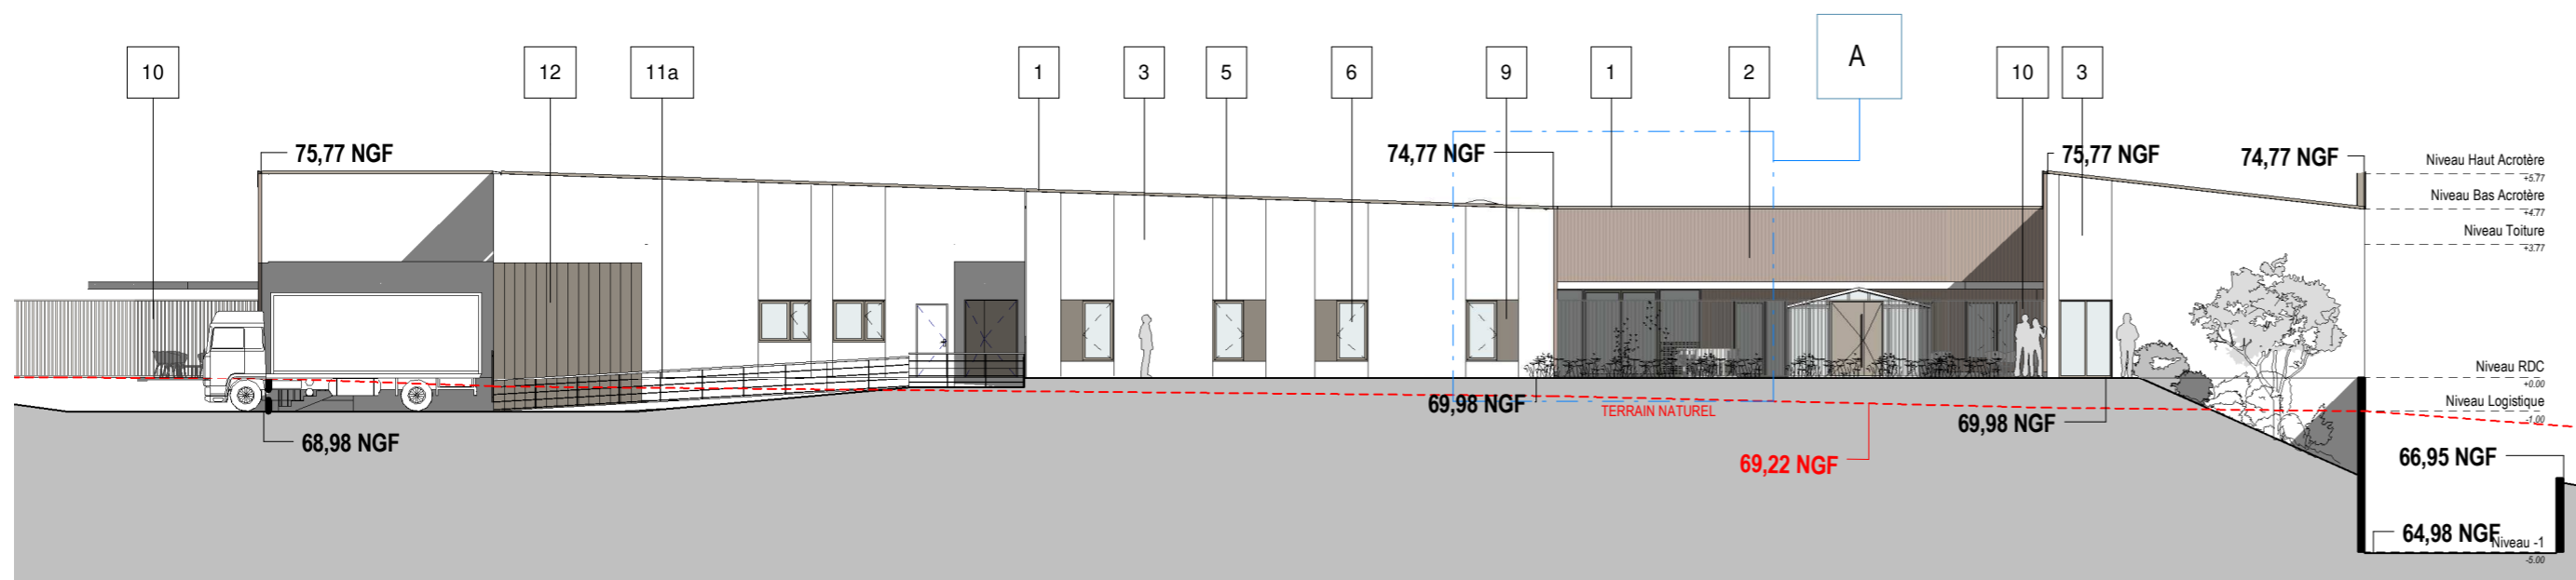 10
12
11a
1
3
5
6
9
1
2
A
10
3
75,77 NGF
74,77 NGF
75,77 NGF
74,77 NGF
Niveau Haut Acrotère
+5.77
Niveau Bas Acrotère
+4.77
Niveau Toiture
+3.77
Niveau RDC
+0.00
Niveau Logistique
-1.00
69,98 NGF
TERRAIN NATUREL
69,98 NGF
68,98 NGF
69,22 NGF
66,95 NGF
64,98 NGF
Niveau -1
-5.00